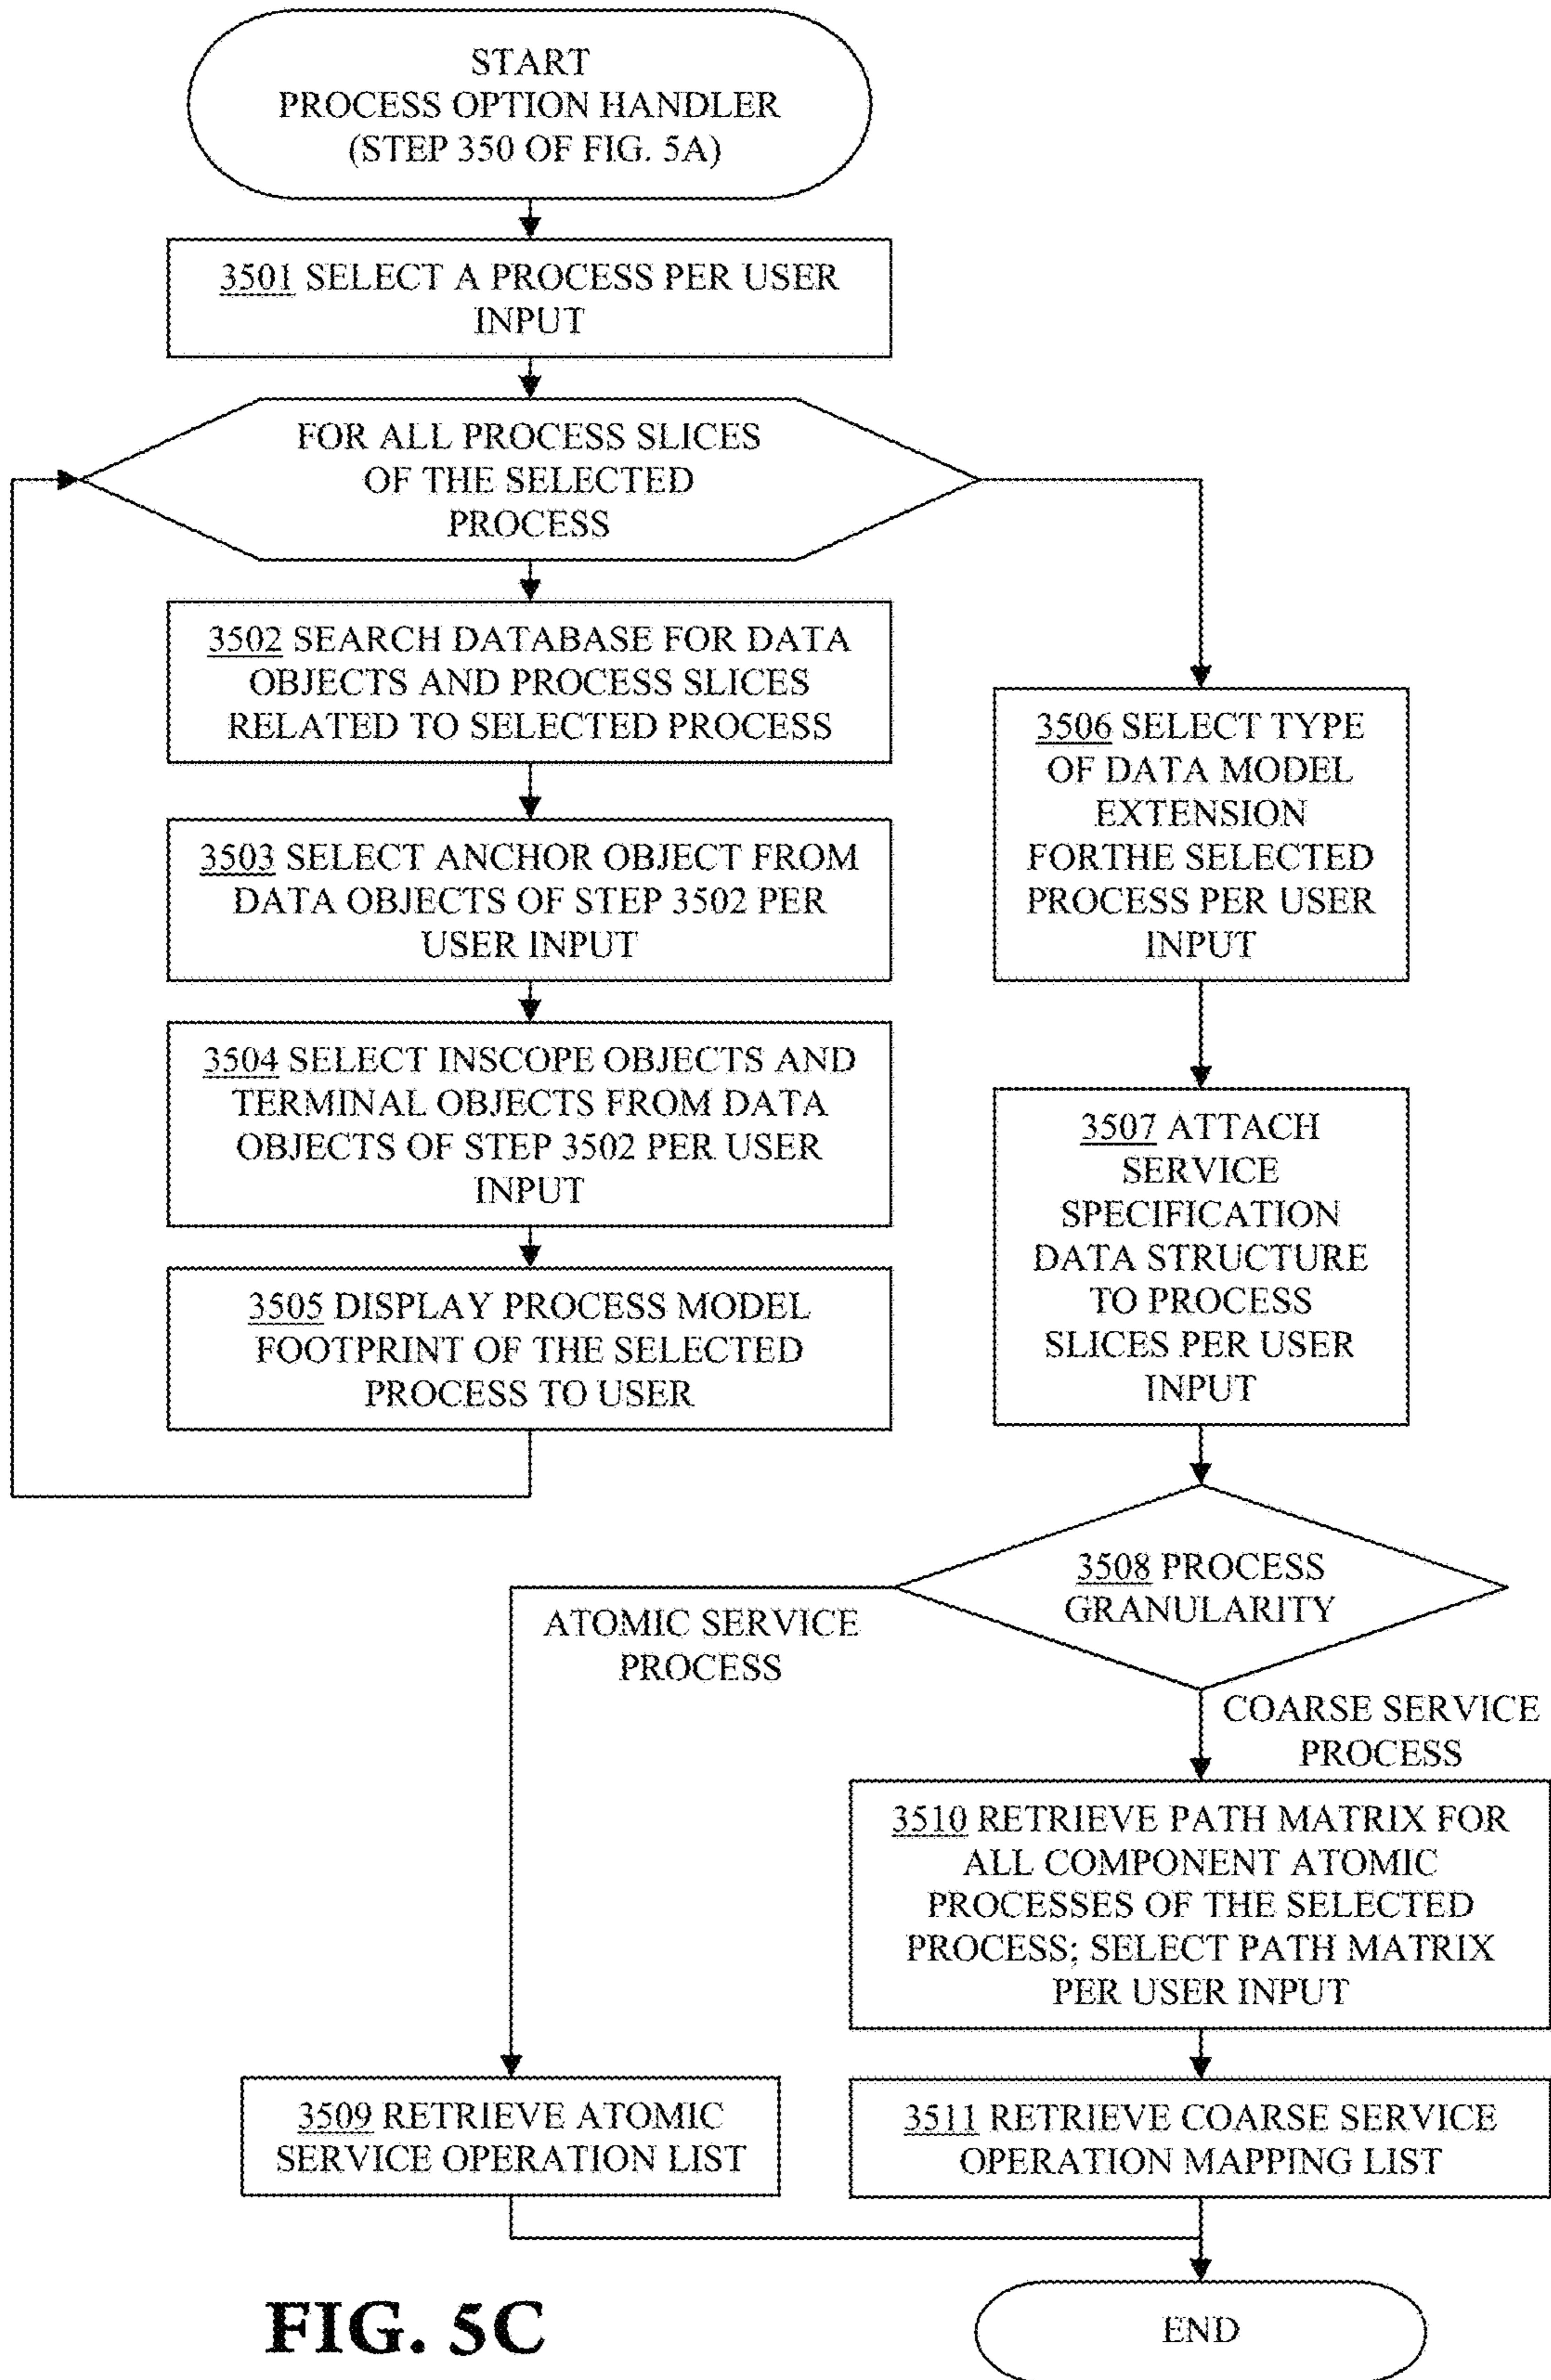 START
PROCESS OPTION HANDLER
(STEP 350 OF FIG. 5A)
3501 SELECT A PROCESS PER USER
INPUT
FOR ALL PROCESS SLICES
OF THE SELECTED
PROCESS
3502 SEARCH DATABASE FOR DATA
OBJECTS AND PROCESS SLICES
RELATED TO SELECTED PROCESS
3503 SELECT ANCHOR OBJECT FROM
DATA OBJECTS OF STEP 3502 PER
USER INPUT
3504 SELECT INSCOPE OBJECTS AND
TERMINAL OBJECTS FROM DATA
OBJECTS OF STEP 3502 PER USER
INPUT
3505 DISPLAY PROCESS MODEL
FOOTPRINT OF THE SELECTED
PROCESS TO USER
3506 SELECT TYPE
OF DATA MODEL
EXTENSION
FORTHE SELECTED
PROCESS PER USER
INPUT
3507 ATTACH
SERVICE
SPECIFICATION
DATA STRUCTURE
TO PROCESS
SLICES PER USER
INPUT
3508 PROCESS
GRANULARITY
ATOMIC SERVICE
PROCESS
COARSE SERVICE
PROCESS
3510 RETRIEVE PATH MATRIX FOR
ALL COMPONENT ATOMIC
PROCESSES OF THE SELECTED
PROCESS; SELECT PATH MATRIX
PER USER INPUT
3509 RETRIEVE ATOMIC
SERVICE OPERATION LIST
3511 RETRIEVE COARSE SERVICE
OPERATION MAPPING LIST
END
FIG. 5C